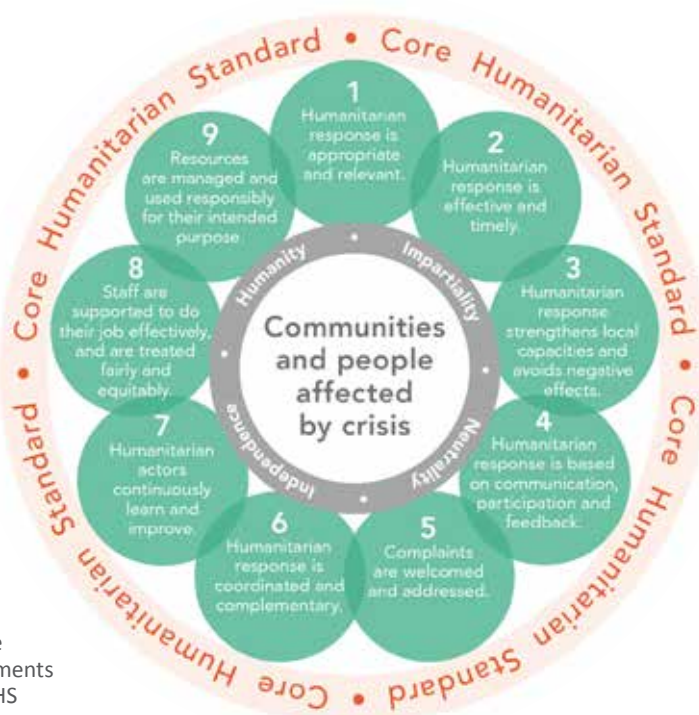 Core Humanitarian Standard • Core Humanitarian Standard • Core Humanitarian Standard • Core Humanitarian Standard • Core Humanitarian Standard •
1
Humanitarian
response is
appropriate
and relevant.
2
Humanitarian
response is
effective and
timely.
3
Humanitarian
response
strengthens local
capacities and
avoids negative
effects.
4
Humanitarian
response is based
on communication,
participation and
feedback.
5
Complaints
are welcomed
and addressed.
6
Humanitarian
response is
coordinated and
complementary.
7
Humanitarian
actors
continuously
learn and
improve.
8
Staff are
supported to do
their job effectively,
and are treated
fairly and
equitably.
9
Resources
are managed and
used responsibly
for their intended
purpose
Humanity • Impartiality • Neutrality • Independence •
Communities
and people
affected
by crisis